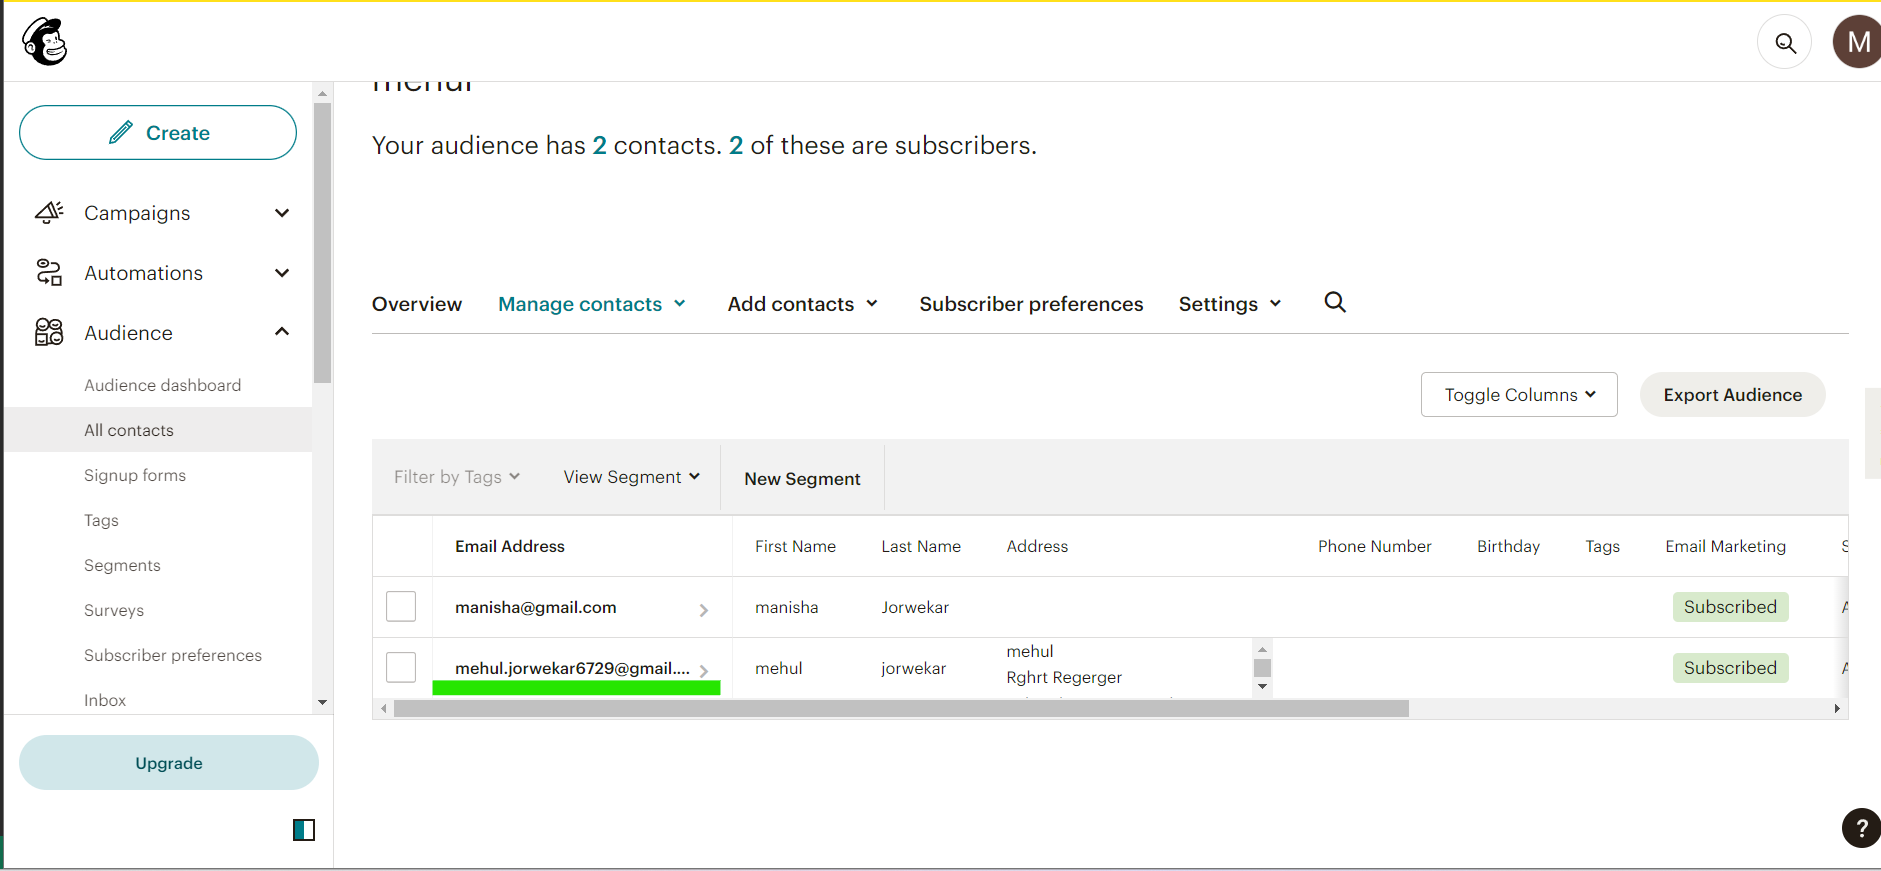 M
mehul
Create
Your audience has 2 contacts. 2 of these are subscribers.
Campaigns
Automations
Audience
Audience dashboard
All contacts
Signup forms
Tags
Segments
Surveys
Subscriber preferences
Inbox
Upgrade
Overview Manage contacts Add contacts Subscriber preferences Settings
Toggle Columns Export Audience
Filter by Tags View Segment New Segment
Email Address First Name Last Name Address Phone Number Birthday Tags Email Marketing
manisha@gmail.com manisha Jorwekar Subscribed
mehul.jorwekar6729@gmail.... mehul jorwekar mehul Subscribed
Rghrt Regerger
?